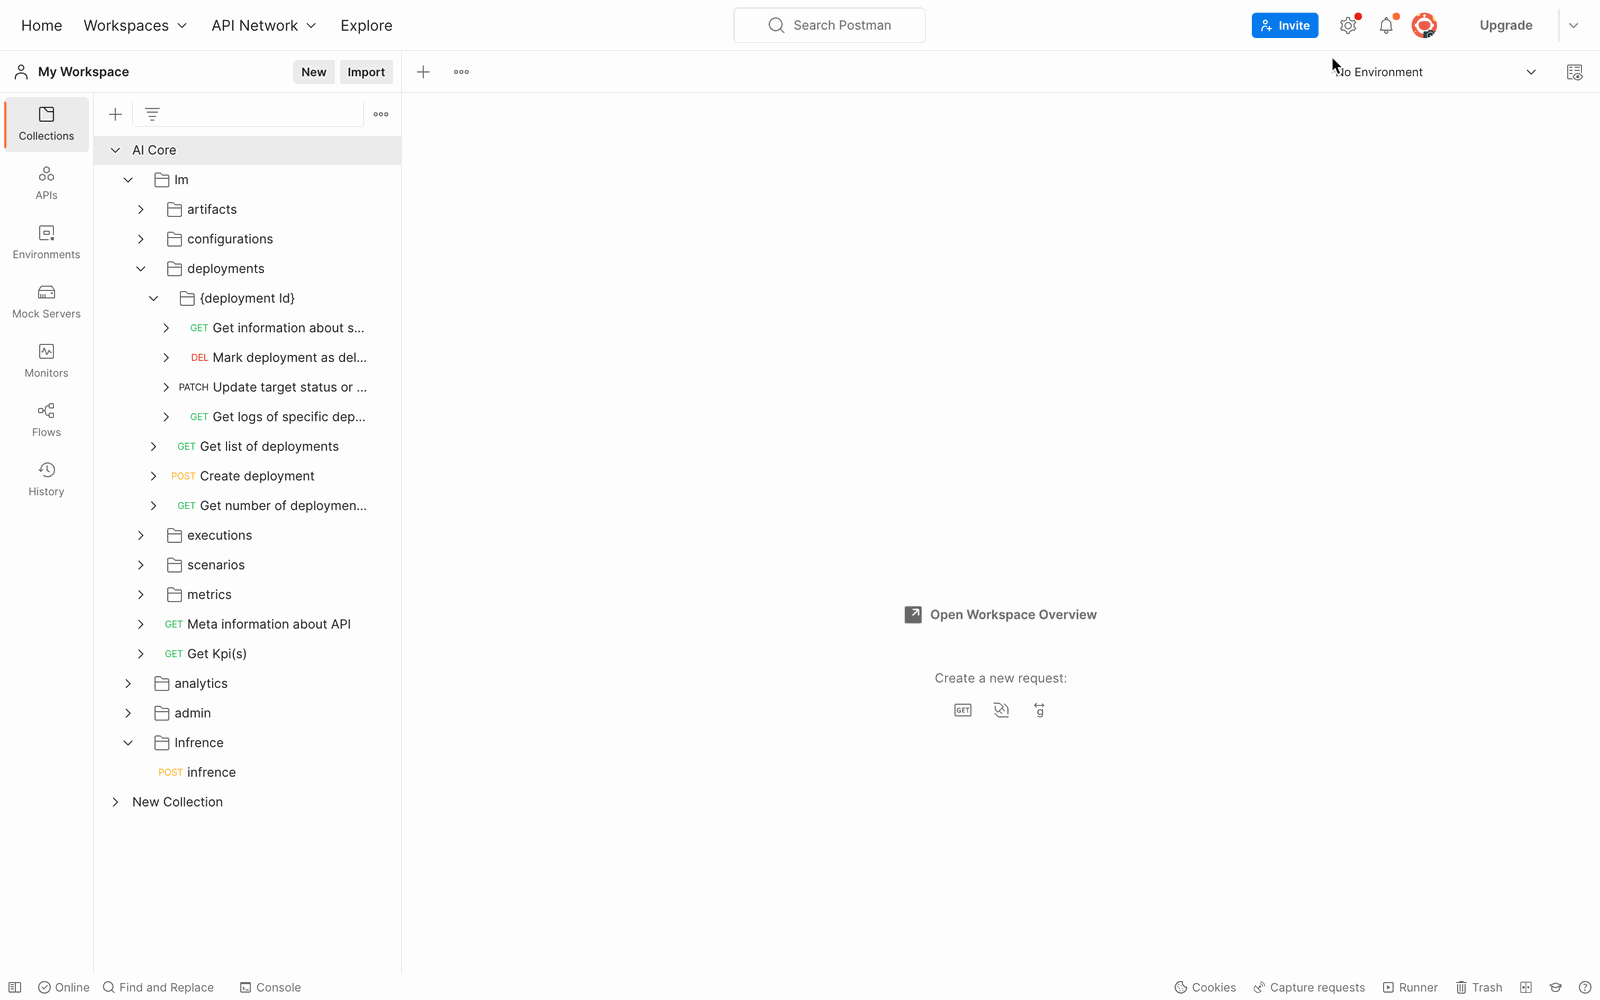 Home Workspaces API Network Explore Search Postman Invite Upgrade
My Workspace New Import No Environment
Collections
APIs
Environments
Mock Servers
Monitors
Flows
History
AI Core
lm
artifacts
configurations
deployments
{deployment Id}
GET Get information about s...
DEL Mark deployment as del...
PATCH Update target status or ...
GET Get logs of specific dep...
GET Get list of deployments
POST Create deployment
GET Get number of deploymen...
executions
scenarios
metrics
GET Meta information about API
GET Get Kpi(s)
analytics
admin
Infrence
POST infrence
New Collection
Open Workspace Overview
Create a new request:
GET g
Online Find and Replace Console Cookies Capture requests Runner Trash